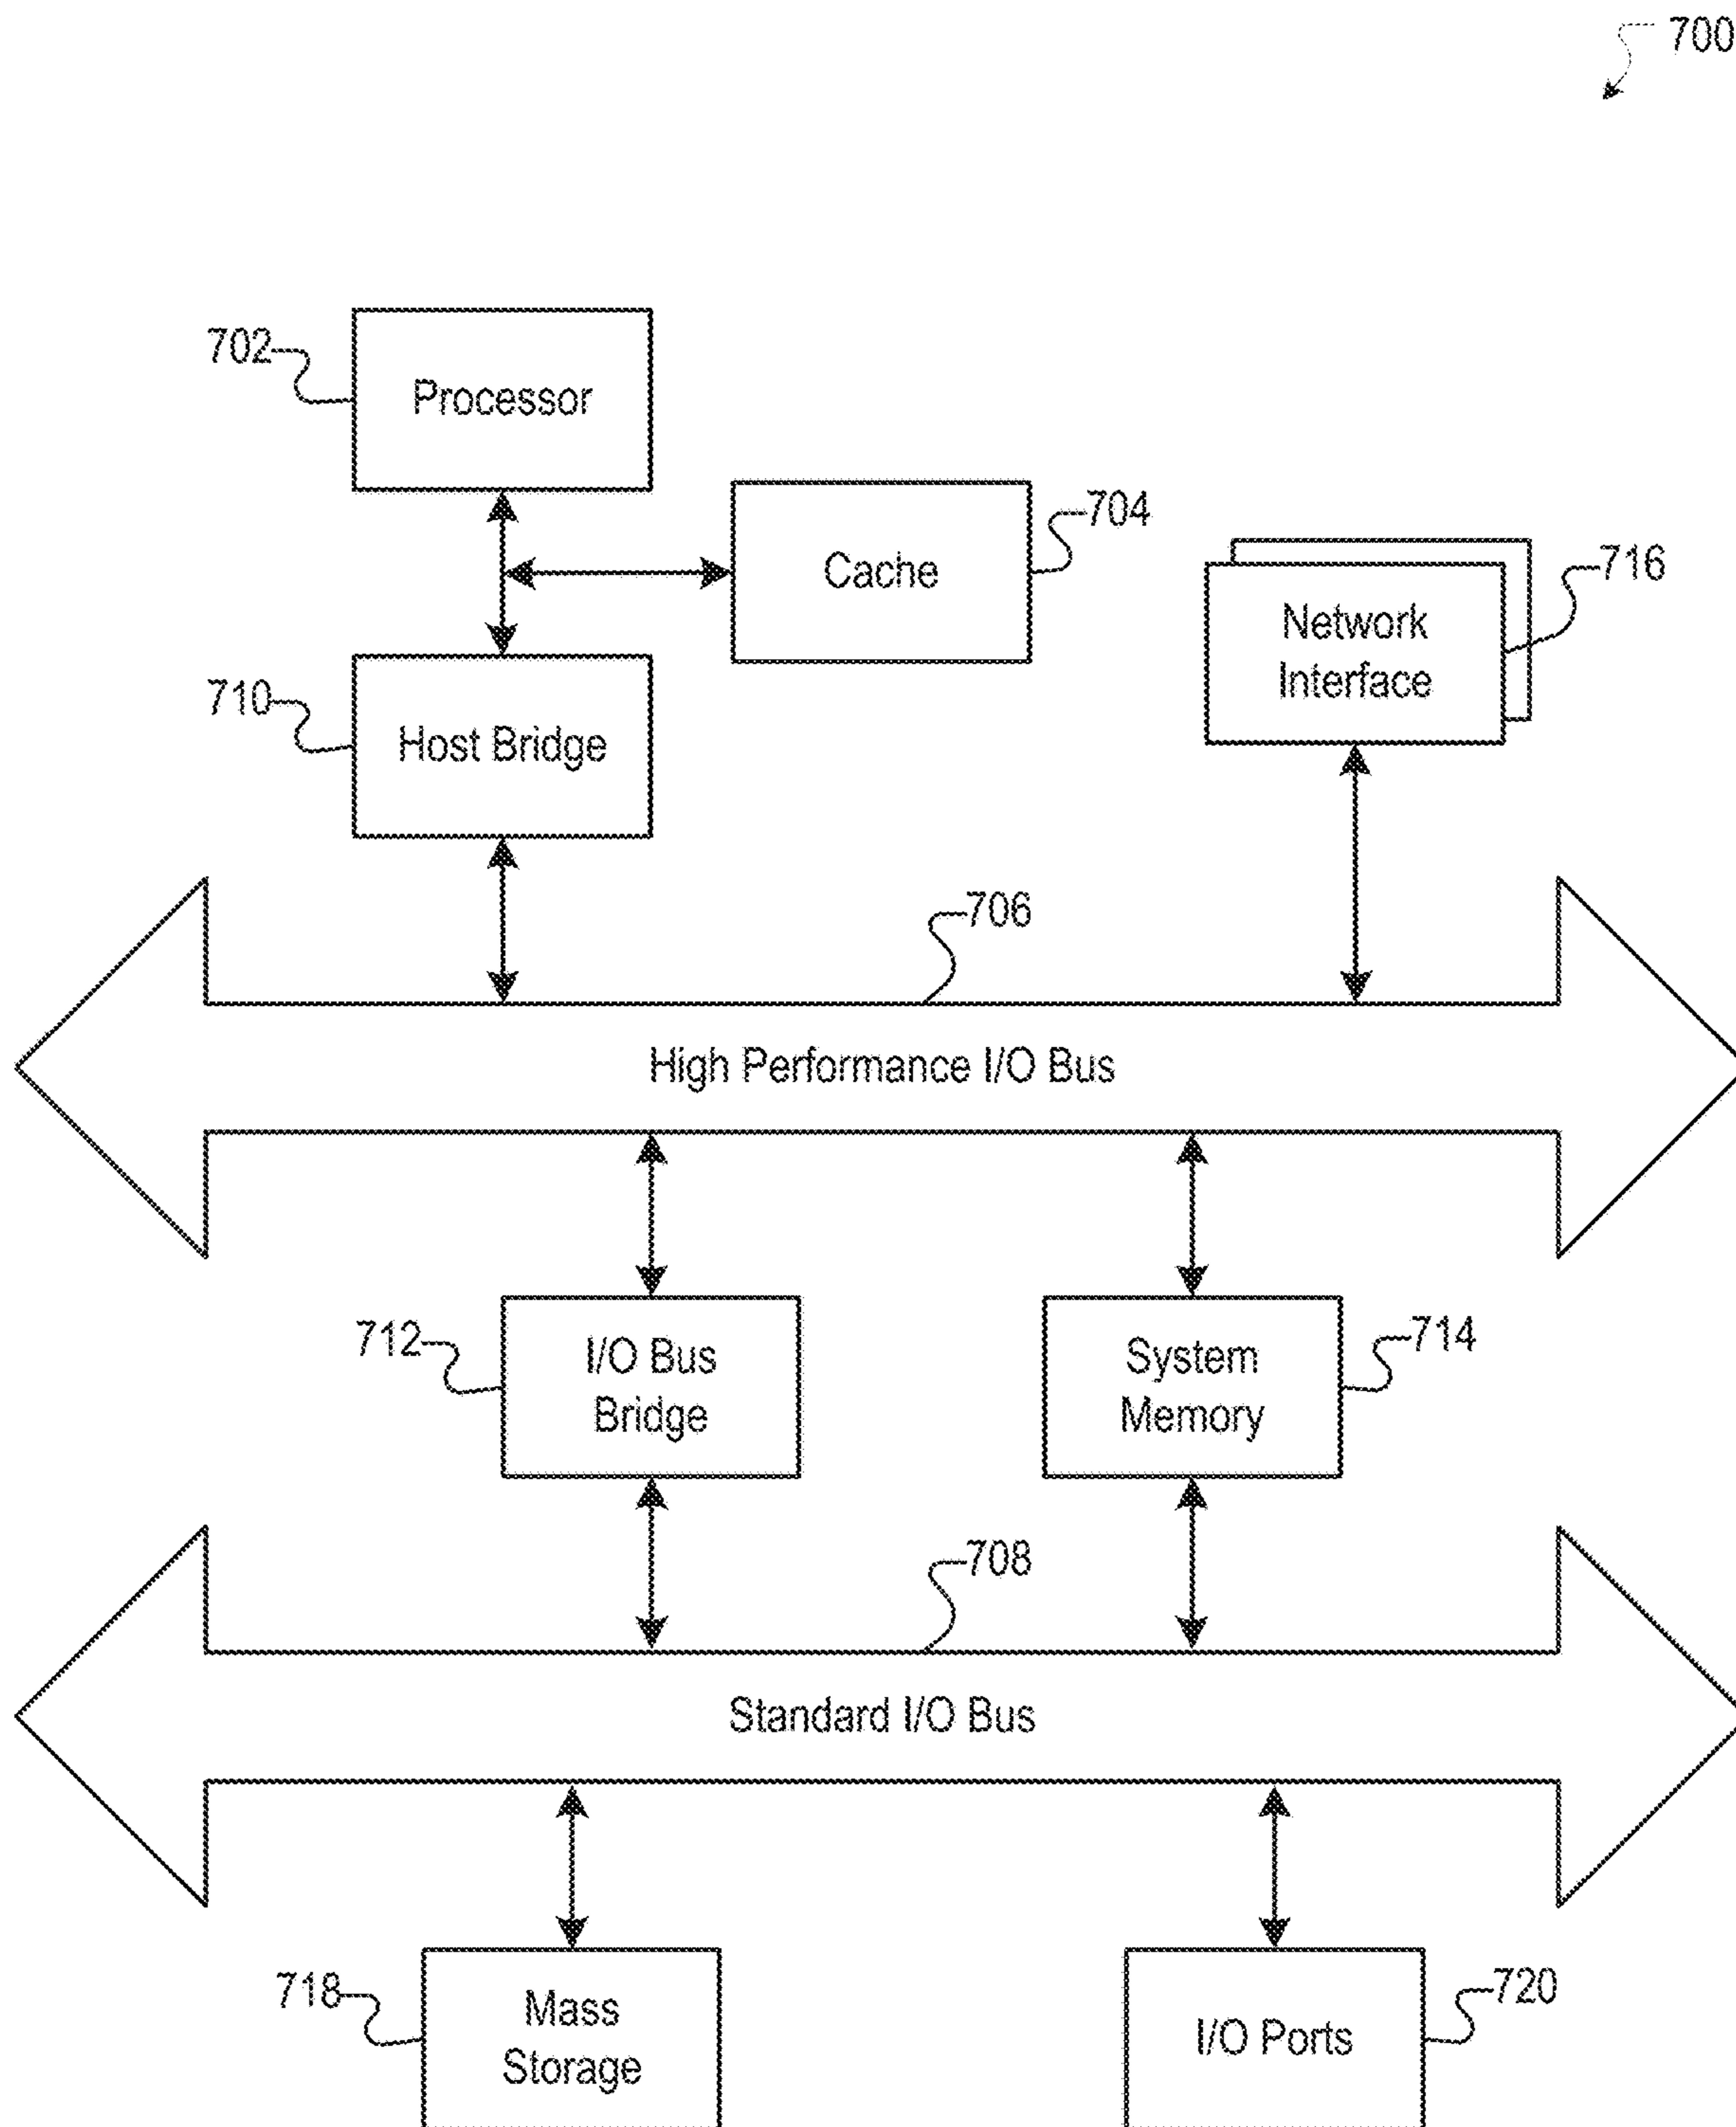 700
702
Processor
704
Cache
716
Network
Interface
710
Host Bridge
706
High Performance I/O Bus
712
I/O Bus
Bridge
System
Memory
714
708
Standard I/O Bus
718
Mass
Storage
I/O Ports
720